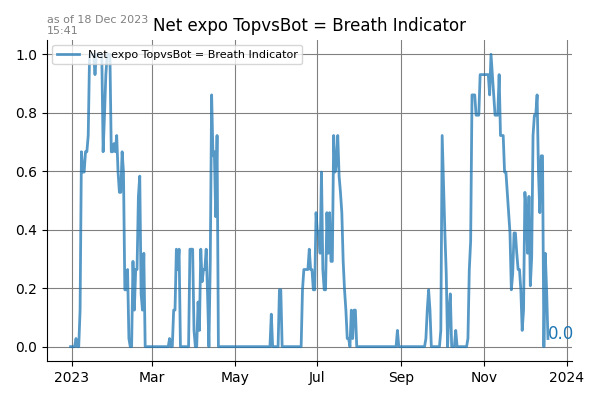 as of 18 Dec 2023
15:41
Net expo TopvsBot = Breath Indicator
Net expo TopvsBot = Breath Indicator
1.0
0.8
0.6
0.4
0.2
0.0
0.0
2023 Mar May Jul Sep Nov 2024